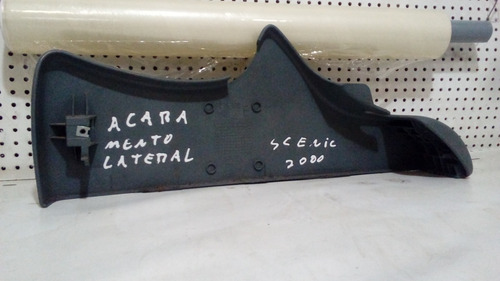 ACABA
MENTO
LATERAL
SCENIC
2000